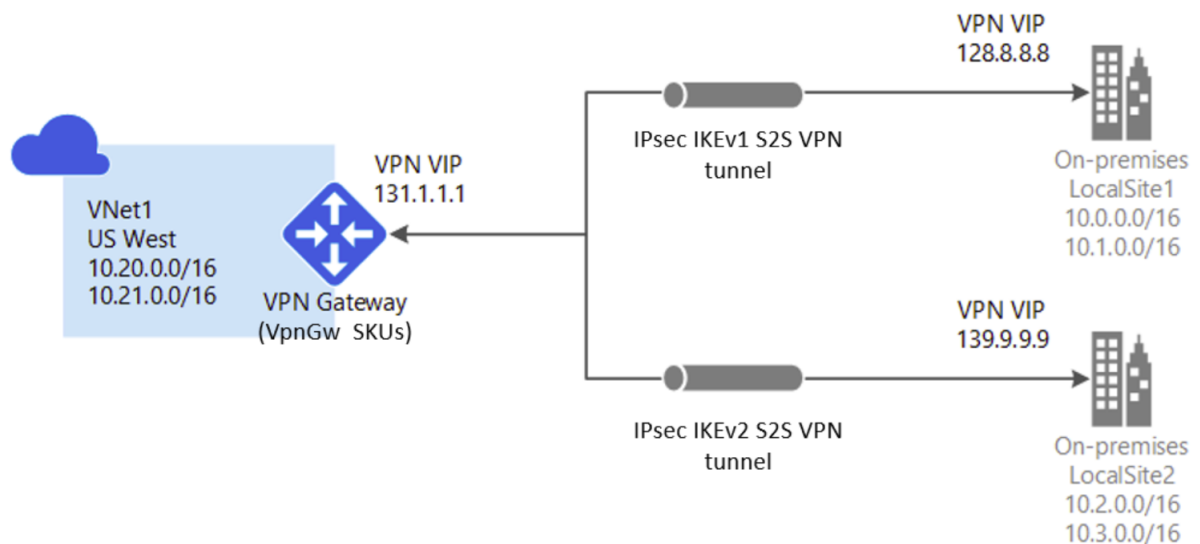 VPN VIP
128.8.8.8
IPsec IKEv1 S2S VPN
tunnel
On-premises
LocalSite1
10.0.0.0/16
10.1.0.0/16
VPN VIP
131.1.1.1
VNet1
US West
10.20.0.0/16
10.21.0.0/16
VPN Gateway
(VpnGw SKUs)
VPN VIP
139.9.9.9
IPsec IKEv2 S2S VPN
tunnel
On-premises
LocalSite2
10.2.0.0/16
10.3.0.0/16